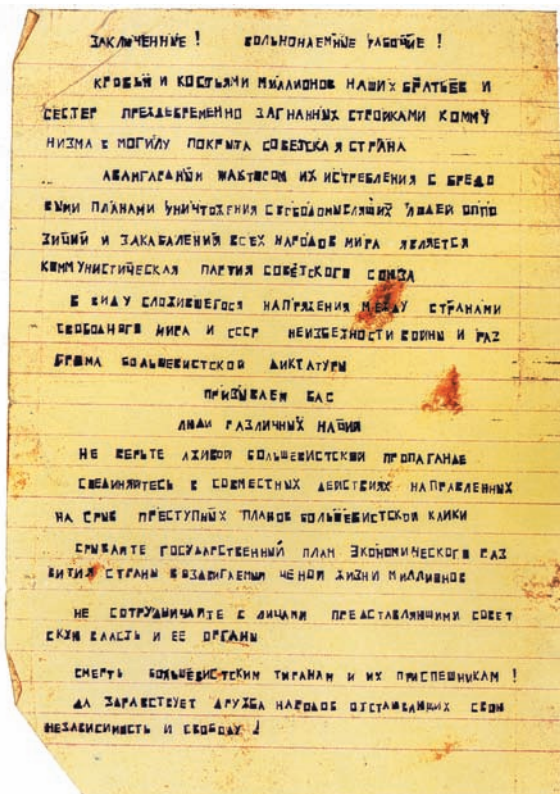 ЗАКЛЮЧЕННЫЕ ! ВОЛЬНОНАЕМНЫЕ РАБОЧИЕ !
КРОВЬЮ И КОСТЬЯМИ МИЛЛИОНОВ НАШИХ БРАТЬЕВ И
СЕСТЕР ПРЕЖДЕВРЕМЕННО ЗАГНАННЫХ СТРОЙКАМИ КОММУ
НИЗМА В МОГИЛУ ПОКРЫТА СОВЕТСКАЯ СТРАНА
АВАНГАРДНЫМ ФАКТОРОМ ИХ ИСТРЕБЛЕНИЯ С БРЕДО
ВЫМИ ПЛАНАМИ УНИЧТОЖЕНИЯ СВОБОДОМЫСЛЯЩИХ ЛЮДЕЙ ОППО
ЗИЦИЙ И ЗАКАБАЛЕНИЯ ВСЕХ НАРОДОВ МИРА ЯВЛЯЕТСЯ
КОММУНИСТИЧЕСКАЯ ПАРТИЯ СОВЕТСКОГО СОЮЗА
В ВИДУ СЛОЖИВШЕГОСЯ НАПРЯЖЕНИЯ МЕЖДУ СТРАНАМИ
СВОБОДНОГО МИРА И СССР НЕИЗБЕЖНОСТИ ВОЙНЫ И РАЗ
ГРОМА БОЛЬШЕВИСТСКОЙ ДИКТАТУРЫ
ПРИЗЫВАЕМ ВАС
ЛЮДИ РАЗЛИЧНЫХ НАЦИЙ
НЕ ВЕРЬТЕ ЛЖИВОЙ БОЛЬШЕВИСТСКОЙ ПРОПАГАНДЕ
СОЕДИНЯЙТЕСЬ В СОВМЕСТНЫХ ДЕЙСТВИЯХ НАПРАВЛЕННЫХ
НА СРЫВ ПРЕСТУПНЫХ ПЛАНОВ БОЛЬШЕВИСТСКОЙ КЛИКИ
СРЫВАЙТЕ ГОСУДАРСТВЕННЫЙ ПЛАН ЭКОНОМИЧЕСКОГО РАЗ
ВИТИЯ СТРАНЫ ВОЗДВИГАЕМЫЙ ЦЕНОЙ ЖИЗНИ МИЛЛИОНОВ
НЕ СОТРУДНИЧАЙТЕ С ЛИЦАМИ ПРЕДСТАВЛЯЮЩИМИ СОВЕТ
СКУЮ ВЛАСТЬ И ЕЕ ОРГАНЫ
СМЕРТЬ БОЛЬШЕВИСТСКИМ ТИРАНАМ И ИХ ПРИСПЕШНИКАМ !
ДА ЗДРАВСТВУЕТ ДРУЖБА НАРОДОВ ОТСТАИВАЮЩИХ СВОЮ
НЕЗАВИСИМОСТЬ И СВОБОДУ !